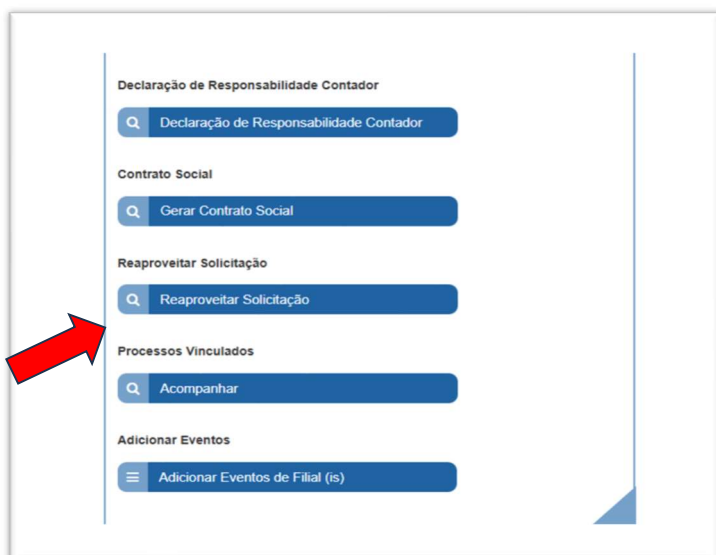 Declaração de Responsabilidade Contador
Declaração de Responsabilidade Contador
Contrato Social
Gerar Contrato Social
Reaproveitar Solicitação
Reaproveitar Solicitação
Processos Vinculados
Acompanhar
Adicionar Eventos
Adicionar Eventos de Filial (is)